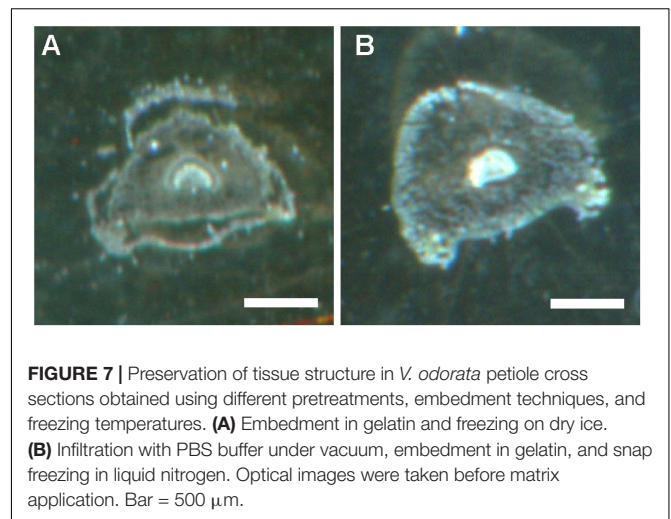 A
B
FIGURE 7 | Preservation of tissue structure in V. odorata petiole cross
sections obtained using different pretreatments, embedment techniques, and
freezing temperatures. (A) Embedment in gelatin and freezing on dry ice.
(B) Infiltration with PBS buffer under vacuum, embedment in gelatin, and snap
freezing in liquid nitrogen. Optical images were taken before matrix
application. Bar = 500 μm.